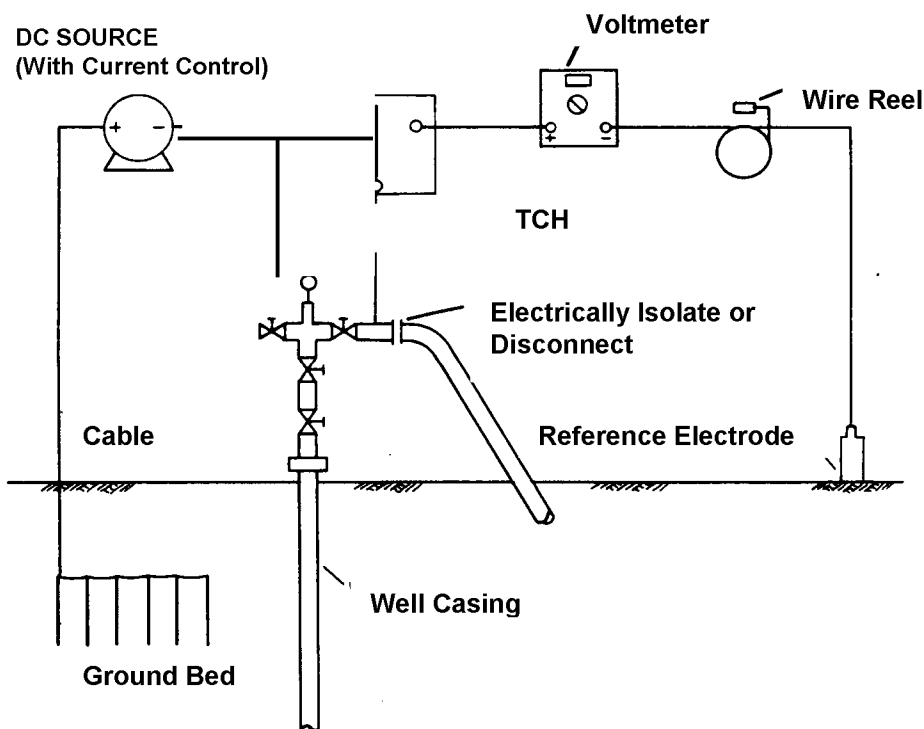 DC SOURCE
(With Current Control)
Voltmeter
Wire Reel
+ -
+ -
TCH
Electrically Isolate or
Disconnect
Cable
Reference Electrode
Well Casing
Ground Bed